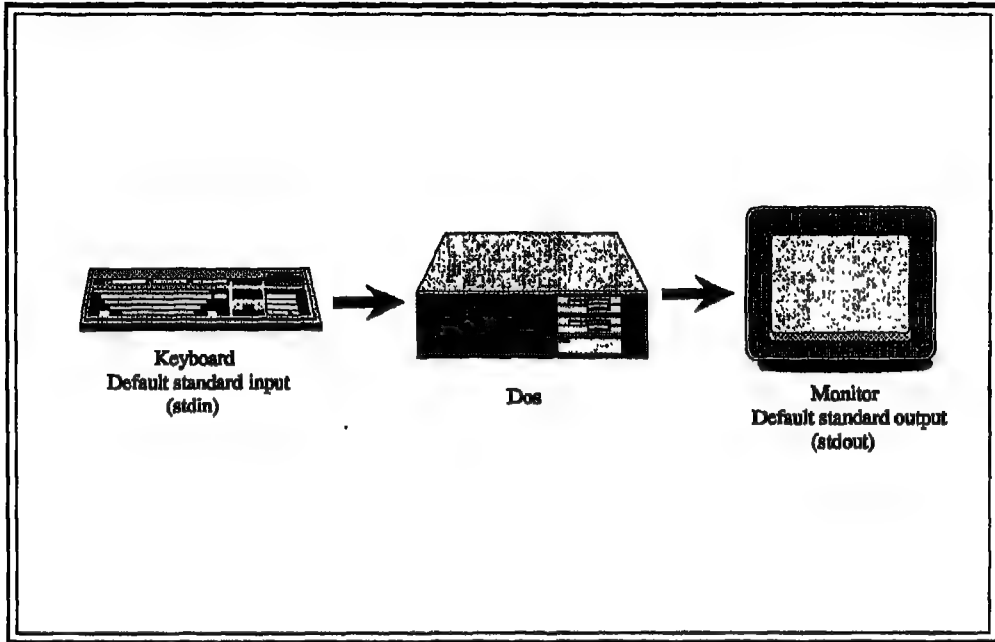 Keyboard
Default standard input
(stdin)
Dos
Monitor
Default standard output
(stdout)